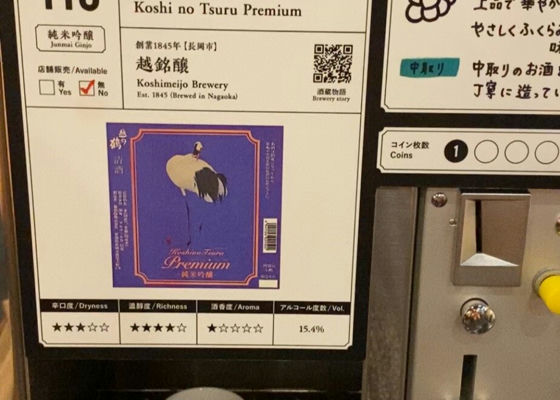 Koshi no Tsuru Premium
純米吟醸
Junmai Ginjo
店舗販売/Available
有
Yes
無
No
創業1845年【長岡市】
越銘醸
Koshimeijo Brewery
Est. 1845 (Brewed in Nagaoka)
酒蔵物語
Brewery story
越の鶴
清酒
Koshino Tsuru
Premium
純米吟醸
辛口度/Dryness
濃醇度/Richness
酒香度/Aroma
アルコール度数/Vol.
★★★☆☆
★★★★☆
★☆☆☆☆
15.4%
上品で華やか
やさしくふくらみ
中取り
中取りのお酒
丁寧に造ってい
コイン枚数
Coins
1